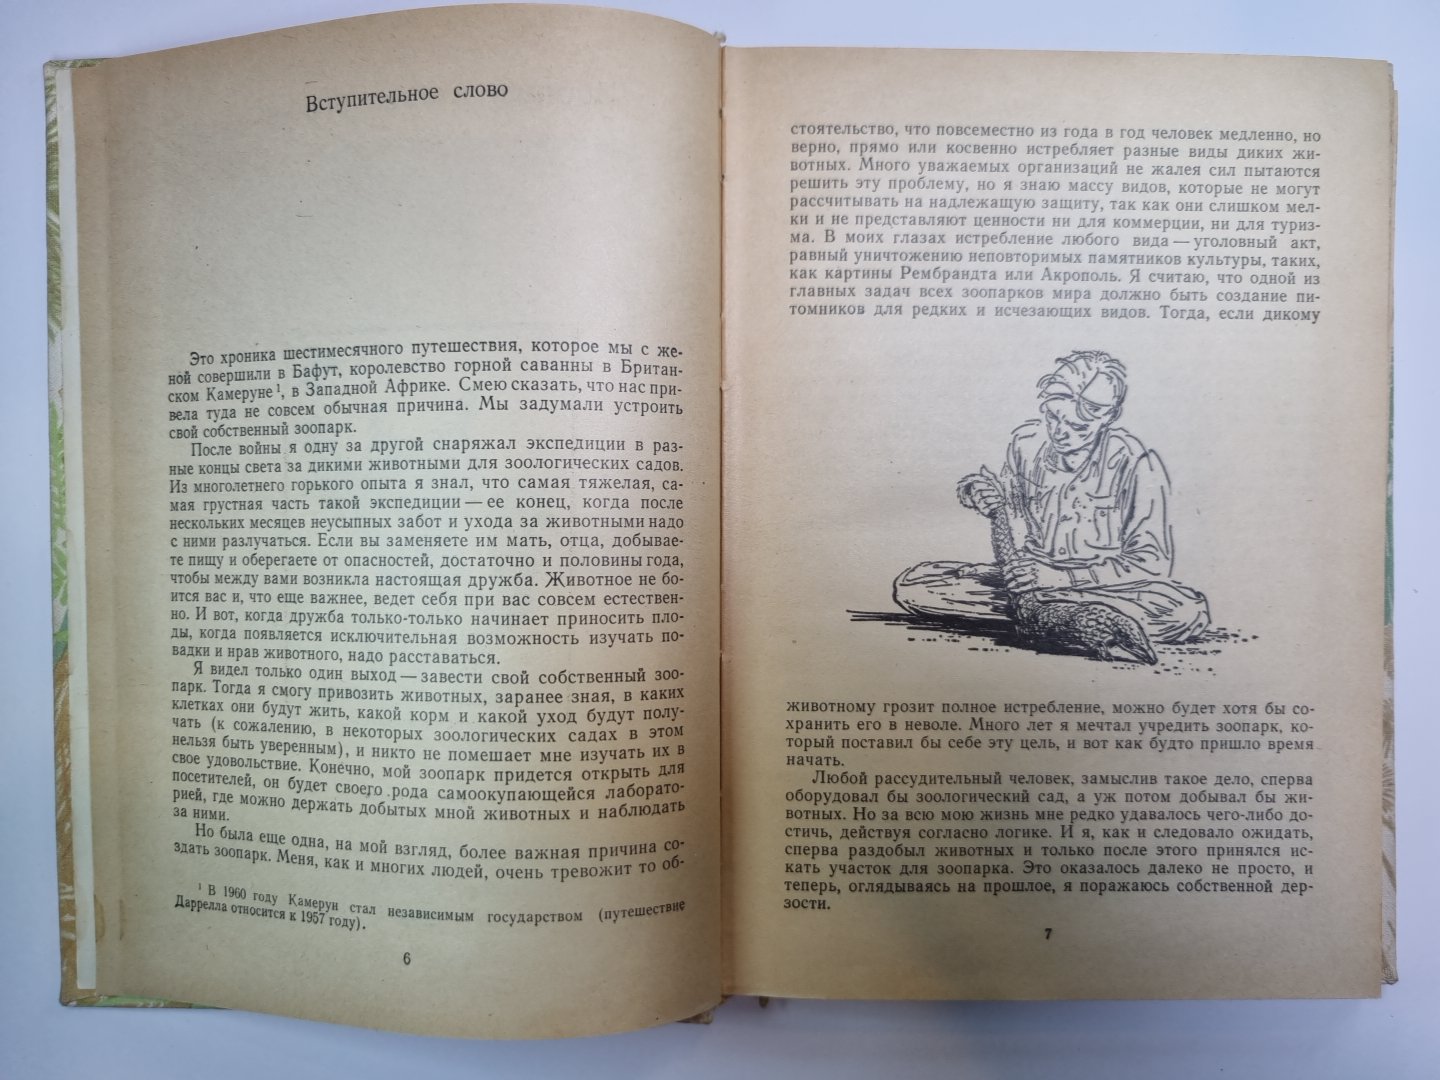 Вступительное слово
Это хроника шестимесячного путешествия, которое мы с же-
ной совершили в Бафут, королевство горной саванны в Британ-
ском Камеруне¹, в Западной Африке. Смею сказать, что нас при-
вела туда не совсем обычная причина. Мы задумали устроить
свой собственный зоопарк.
После войны я одну за другой снаряжал экспедиции в раз-
ные концы света за дикими животными для зоологических садов.
Из многолетнего горького опыта я знал, что самая тяжелая, са-
мая грустная часть такой экспедиции — ее конец, когда после
нескольких месяцев неусыпных забот и ухода за животными надо
с ними разлучаться. Если вы заменяете им мать, отца, добывае-
те пищу и оберегаете от опасностей, достаточно и половины года,
чтобы между вами возникла настоящая дружба. Животное не бо-
ится вас и, что еще важнее, ведет себя при вас совсем естествен-
но. И вот, когда дружба только-только начинает приносить пло-
ды, когда появляется исключительная возможность изучать по-
вадки и нрав животного, надо расставаться.
Я видел только один выход — завести свой собственный зоо-
парк. Тогда я смогу привозить животных, заранее зная, в каких
клетках они будут жить, какой корм и какой уход будут полу-
чать (к сожалению, в некоторых зоологических садах в этом
нельзя быть уверенным), и никто не помешает мне изучать их в
свое удовольствие. Конечно, мой зоопарк придется открыть для
посетителей, он будет своего рода самоокупающейся лаборато-
рией, где можно держать добытых мной животных и наблюдать
за ними.
Но была еще одна, на мой взгляд, более важная причина со-
здать зоопарк. Меня, как и многих людей, очень тревожит то об-
¹ В 1960 году Камерун стал независимым государством (путешествие
Даррелла относится к 1957 году).
6
стоятельство, что повсеместно из года в год человек медленно, но
верно, прямо или косвенно истребляет разные виды диких жи-
вотных. Много уважаемых организаций не жалея сил пытаются
решить эту проблему, но я знаю массу видов, которые не могут
рассчитывать на надлежащую защиту, так как они слишком мел-
ки и не представляют ценности ни для коммерции, ни для туриз-
ма. В моих глазах истребление любого вида — уголовный акт,
равный уничтожению неповторимых памятников культуры, таких,
как картины Рембрандта или Акрополь. Я считаю, что одной из
главных задач всех зоопарков мира должно быть создание пи-
томников для редких и исчезающих видов. Тогда, если дикому
животному грозит полное истребление, можно будет хотя бы со-
хранить его в неволе. Много лет я мечтал учредить зоопарк, ко-
торый поставил бы себе эту цель, и вот как будто пришло время
начать.
Любой рассудительный человек, замыслив такое дело, сперва
оборудовал бы зоологический сад, а уж потом добывал бы жи-
вотных. Но за всю мою жизнь мне редко удавалось чего-либо до-
стичь, действуя согласно логике. И я, как и следовало ожидать,
сперва раздобыл животных и только после этого принялся ис-
кать участок для зоопарка. Это оказалось далеко не просто, и
теперь, оглядываясь на прошлое, я поражаюсь собственной дер-
зости.
7